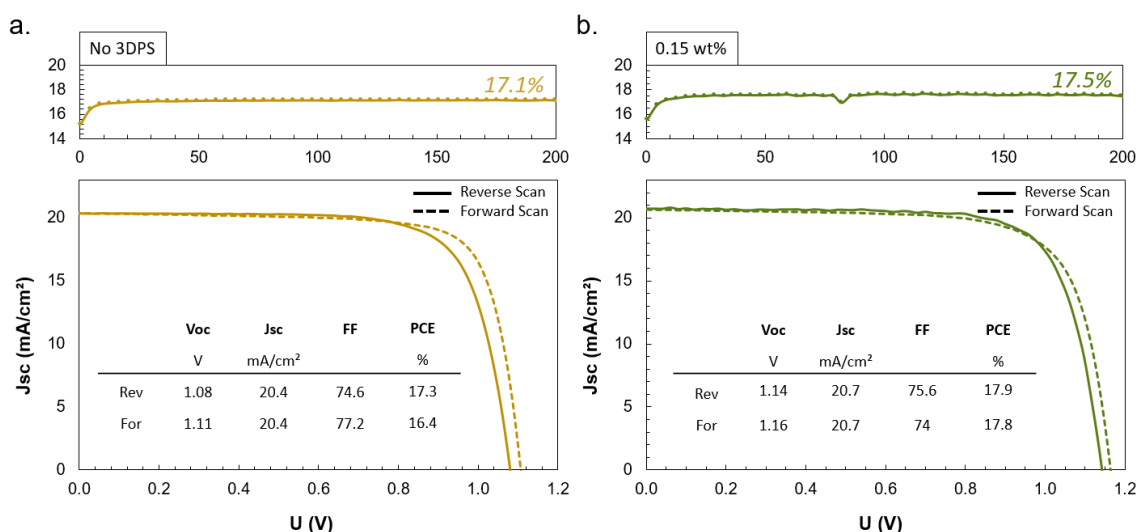 a.
No 3DPS
20
18
16
14
17.1%
0 50 100 150 200
Reverse Scan
Forward Scan
20
15
10
5
0
Jsc (mA/cm²)
Voc Jsc FF PCE
V mA/cm² %
Rev 1.08 20.4 74.6 17.3
For 1.11 20.4 77.2 16.4
0.0 0.2 0.4 0.6 0.8 1.0 1.2
U (V)
b.
0.15 wt%
20
18
16
14
17.5%
0 50 100 150 200
Reverse Scan
Forward Scan
20
15
10
5
0
Jsc (mA/cm²)
Voc Jsc FF PCE
V mA/cm² %
Rev 1.14 20.7 75.6 17.9
For 1.16 20.7 74 17.8
0.0 0.2 0.4 0.6 0.8 1.0 1.2
U (V)